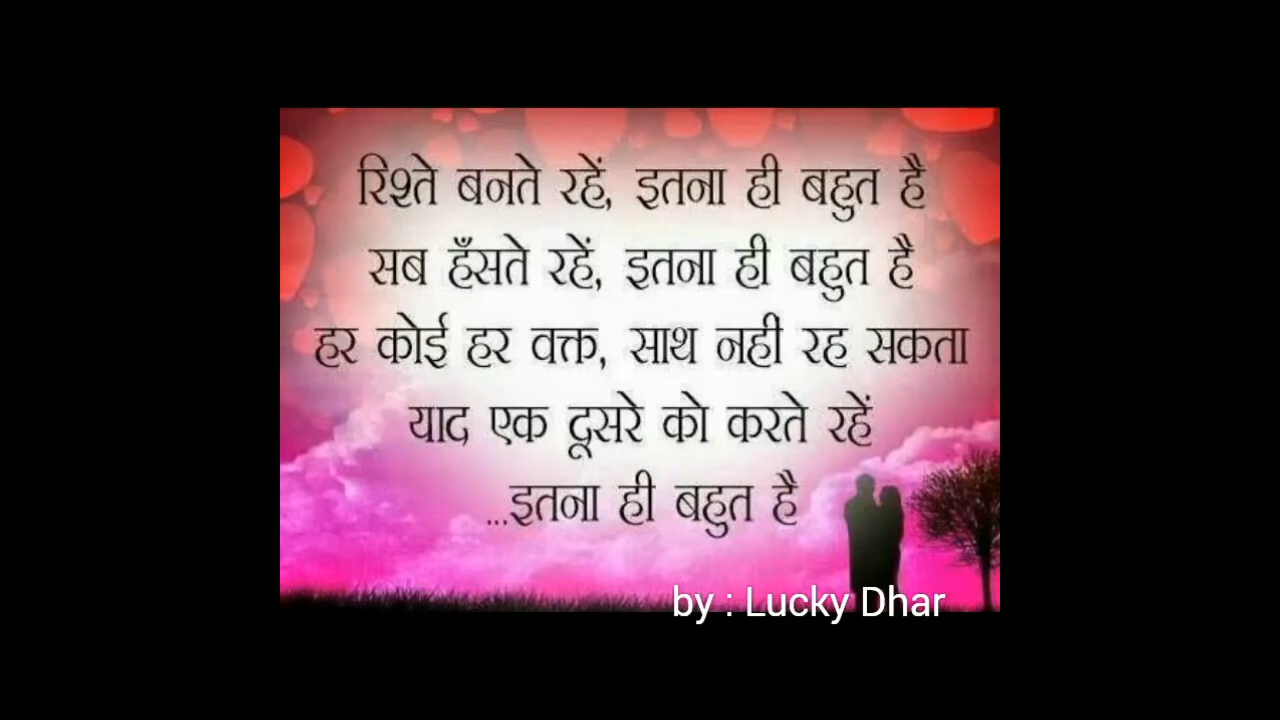 रिश्ते बनते रहें, इतना ही बहुत है
सब हँसते रहें, इतना ही बहुत है
हर कोई हर वक्त, साथ नही रह सकता
याद एक दूसरे को करते रहें
...इतना ही बहुत है
by : Lucky Dhar